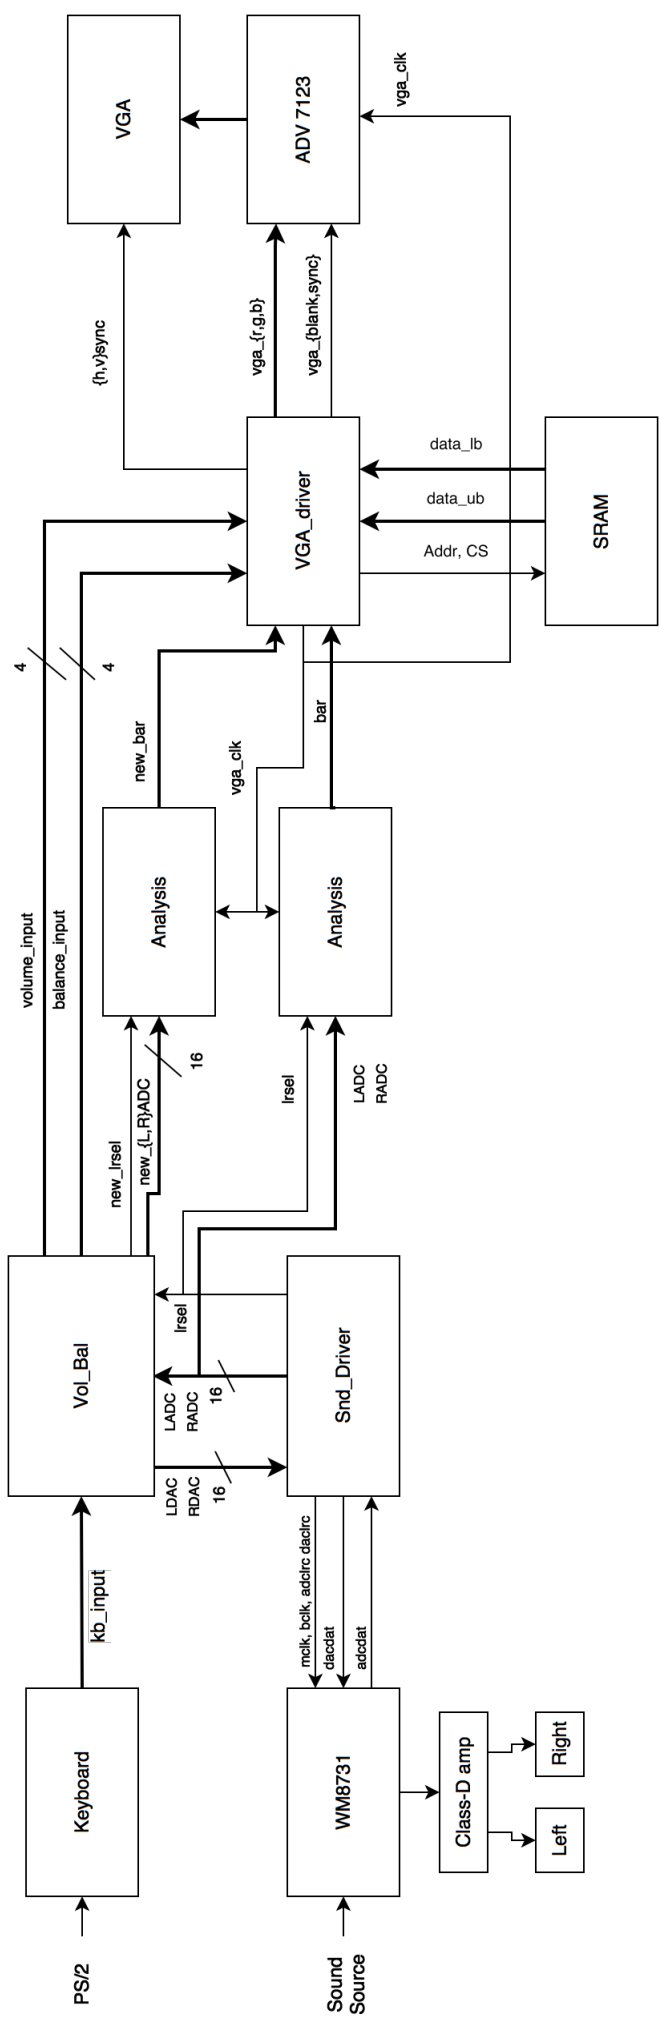 PS/2
Keyboard
kb_input
Vol_Bal
volume_input
balance_input
4
4
new_lrsel
new_{L,R}ADC
16
Analysis
new_bar
vga_clk
{h,v}sync
VGA
Sound
Source
WM8731
mclk, bclk, adclrc daclrc
dacdat
adcdat
Snd_Driver
LDAC
RDAC
16
LADC
RADC
16
lrsel
lrsel
LADC
RADC
Analysis
bar
VGA_driver
vga_{r,g,b}
vga_{blank,sync}
ADV 7123
vga_clk
data_lb
data_ub
Addr, CS
SRAM
Class-D amp
Left
Right